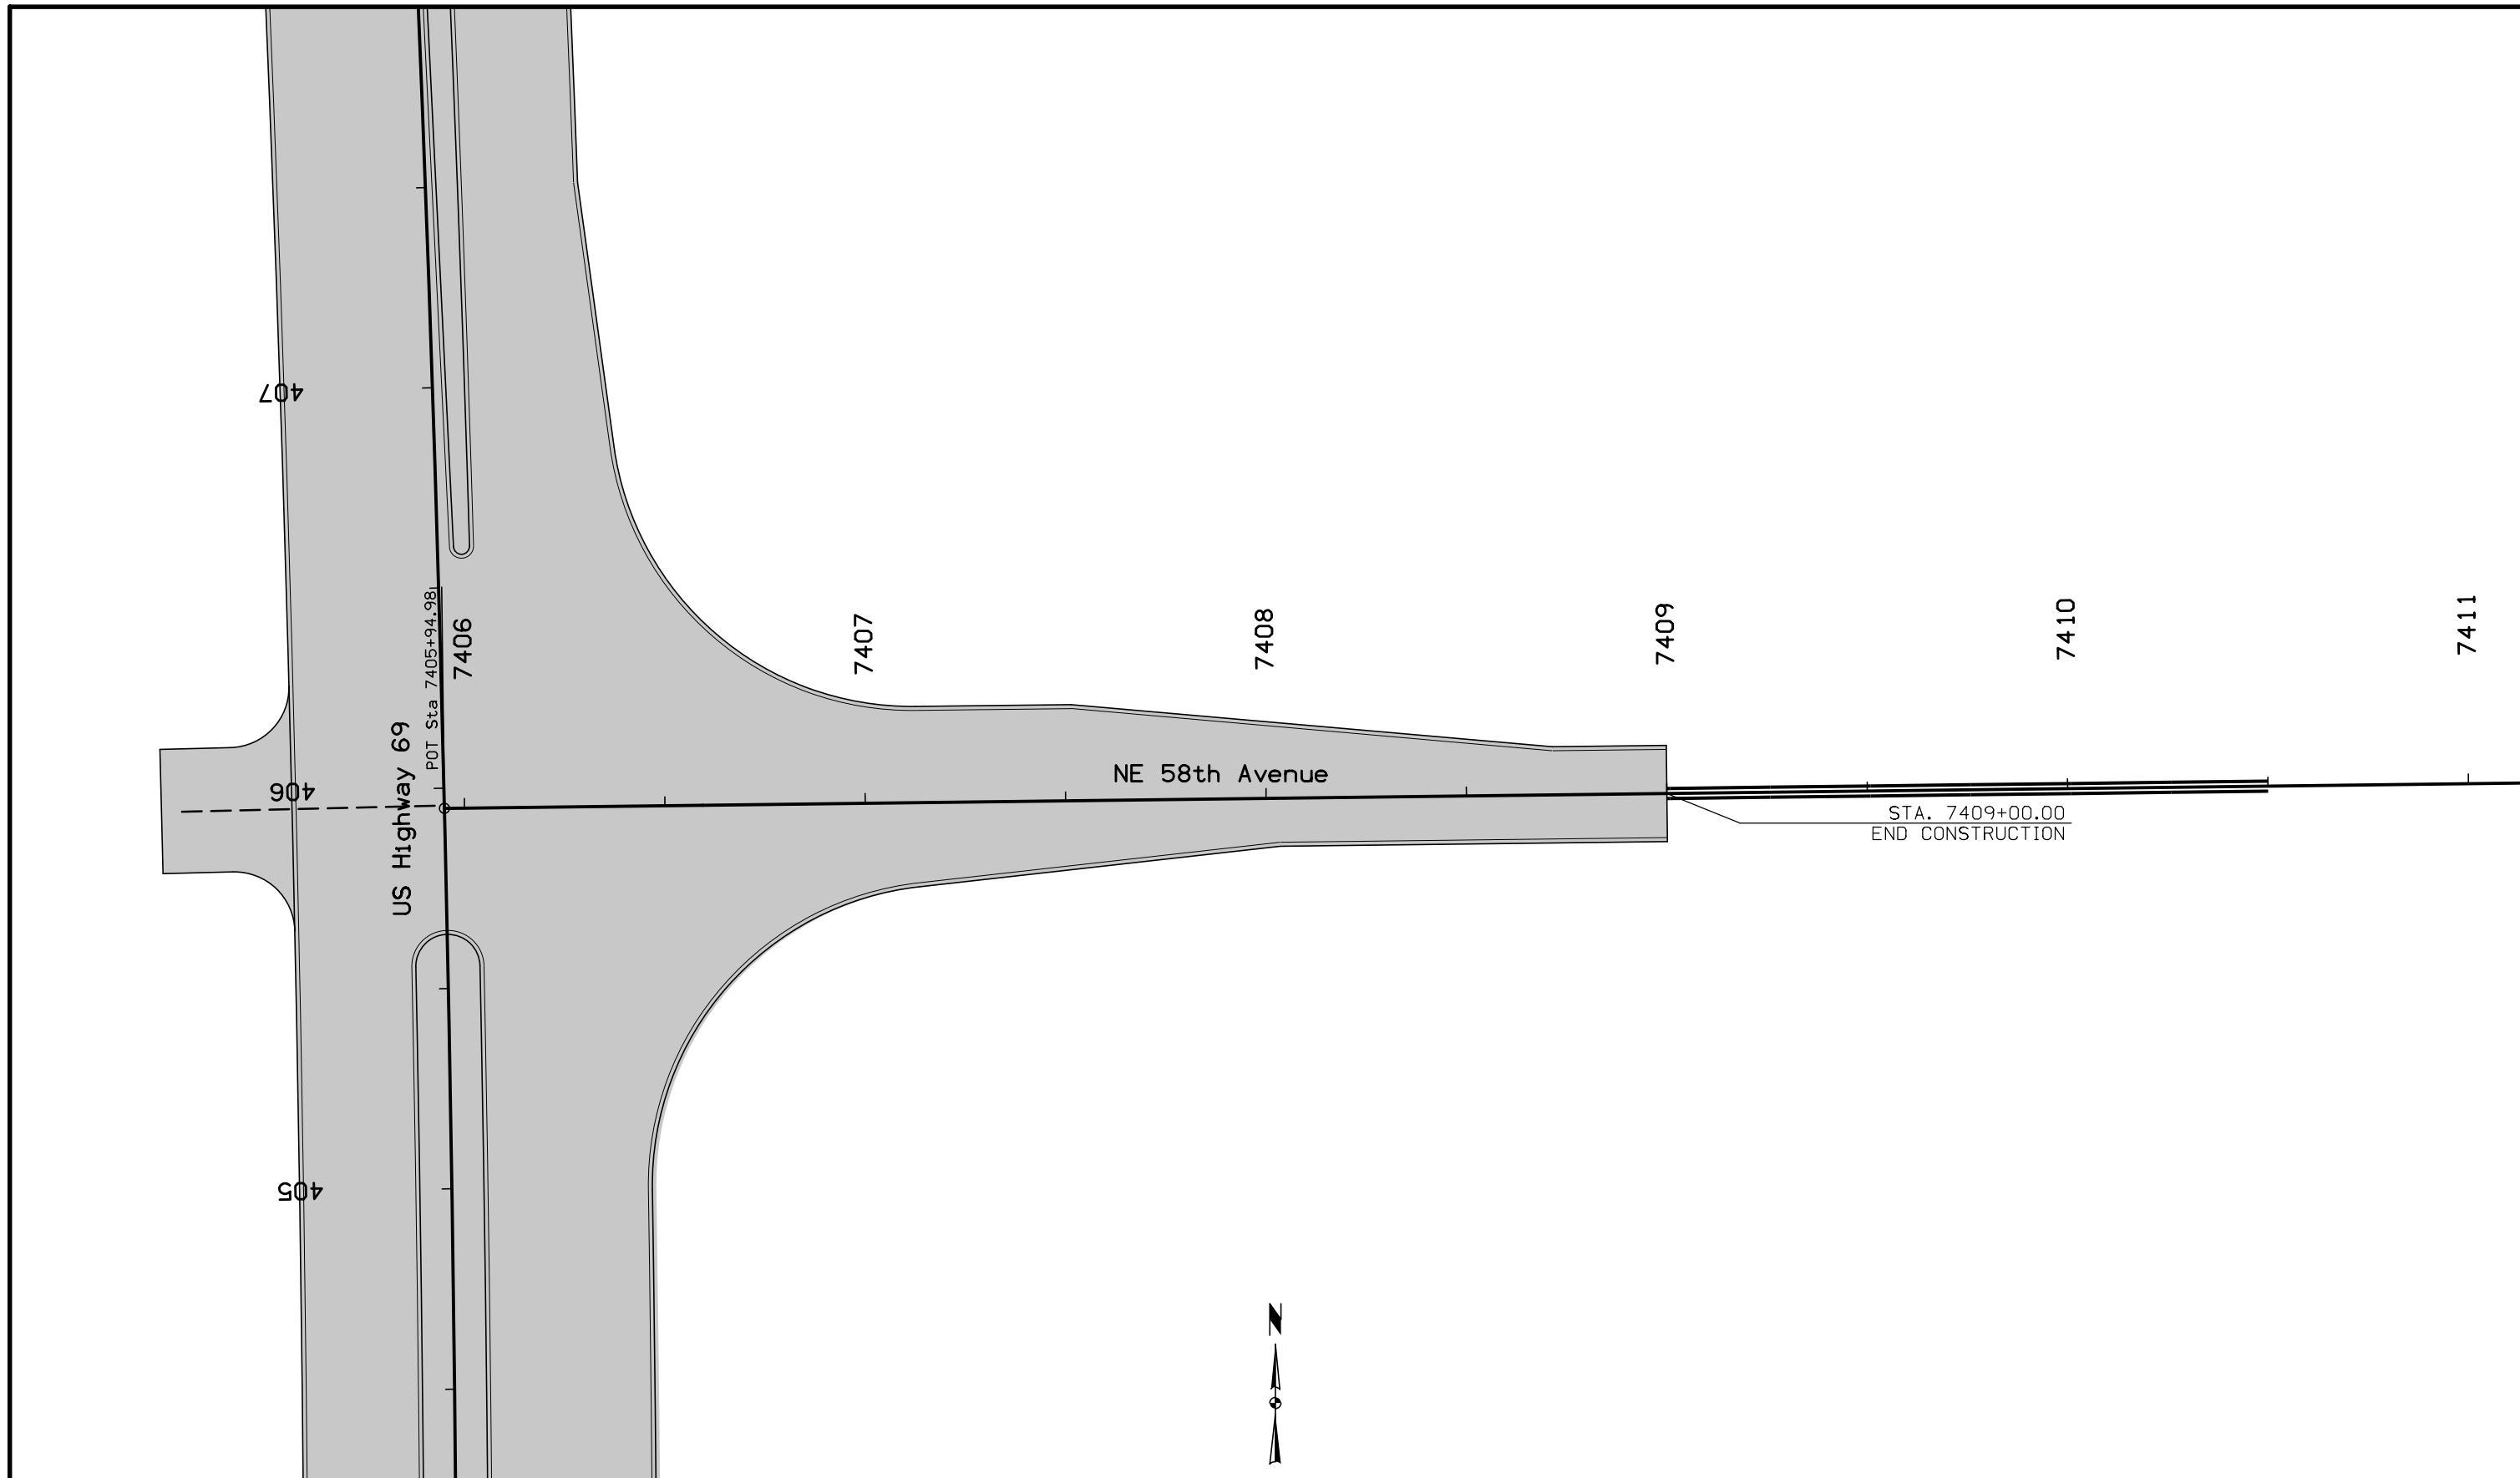 407
406
405
US Highway 69
POT Sta 7405+94.98
7406
7407
7408
7409
7410
7411
NE 58th Avenue
STA. 7409+00.00
END CONSTRUCTION
N